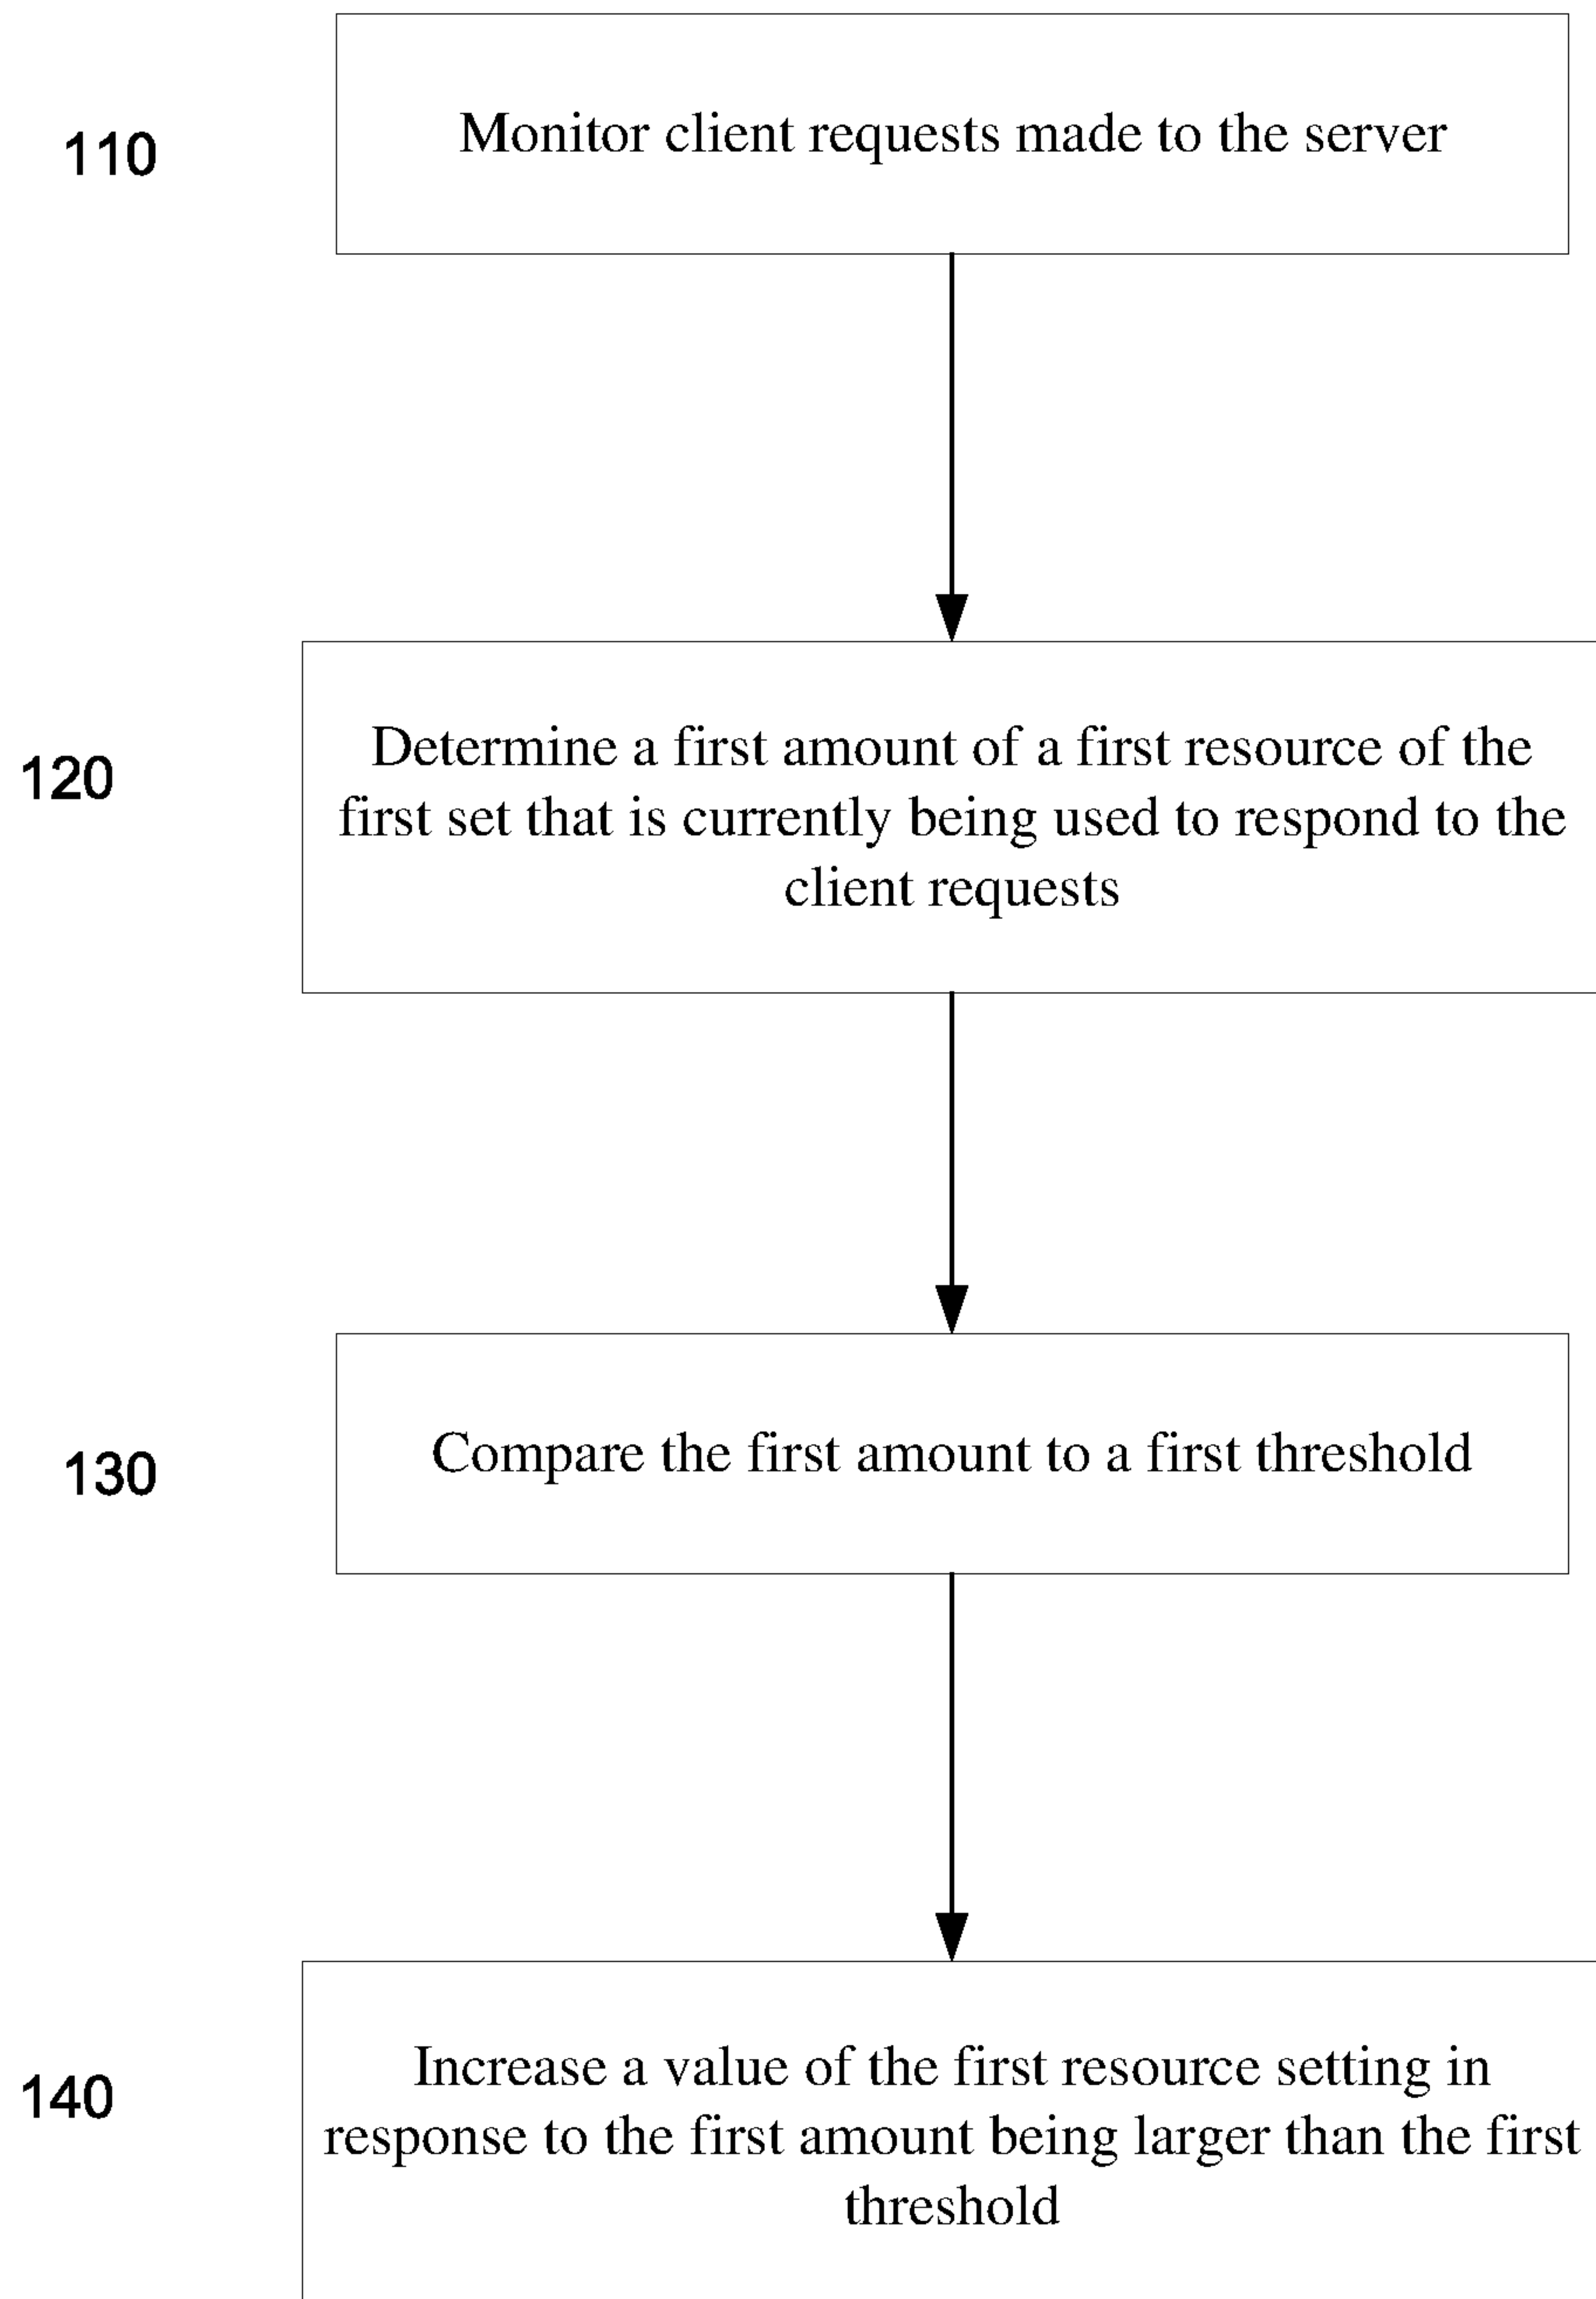 110
Monitor client requests made to the server
120
Determine a first amount of a first resource of the
first set that is currently being used to respond to the
client requests
130
Compare the first amount to a first threshold
140
Increase a value of the first resource setting in
response to the first amount being larger than the first
threshold